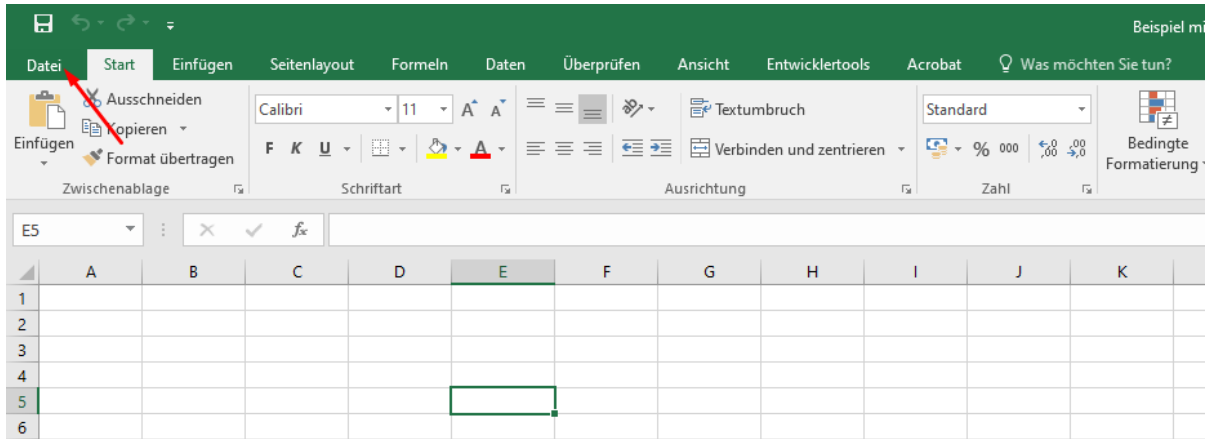 Beispiel mi
Datei Start Einfügen Seitenlayout Formeln Daten Überprüfen Ansicht Entwicklertools Acrobat Was möchten Sie tun?
Einfügen
Ausschneiden
Kopieren
Format übertragen
Zwischenablage
Calibri 11 A A
F K U A
Schriftart
Textumbruch
Verbinden und zentrieren
Ausrichtung
Standard
% 000 ,00 ,0
Zahl
Bedingte
Formatierung
E5 fx
A B C D E F G H I J K
1
2
3
4
5
6